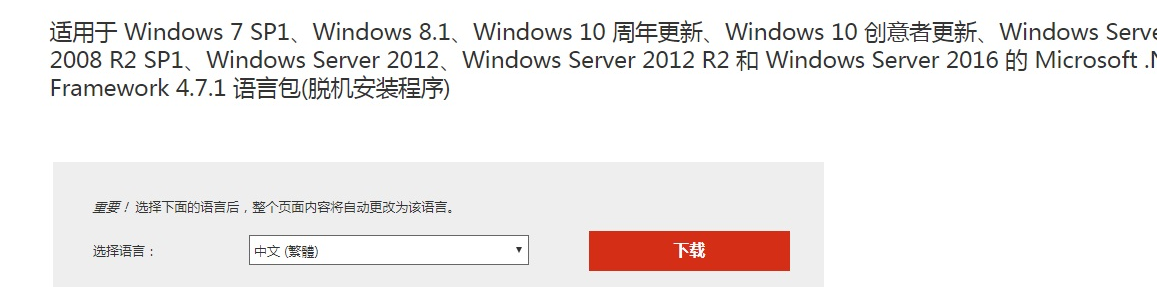 适用于 Windows 7 SP1、Windows 8.1、Windows 10 周年更新、Windows 10 创意者更新、Windows Serve
2008 R2 SP1、Windows Server 2012、Windows Server 2012 R2 和 Windows Server 2016 的 Microsoft .N
Framework 4.7.1 语言包(脱机安装程序)
重要！选择下面的语言后，整个页面内容将自动更改为该语言。
选择语言： 中文 (繁體) 下载